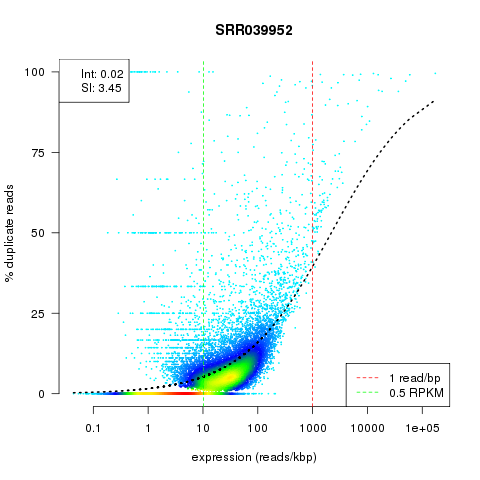 SRR039952
Int: 0.02
Sl: 3.45
100
75
50
25
0
% duplicate reads
0.1 1 10 100 1000 10000 1e+05
expression (reads/kbp)
1 read/bp
0.5 RPKM